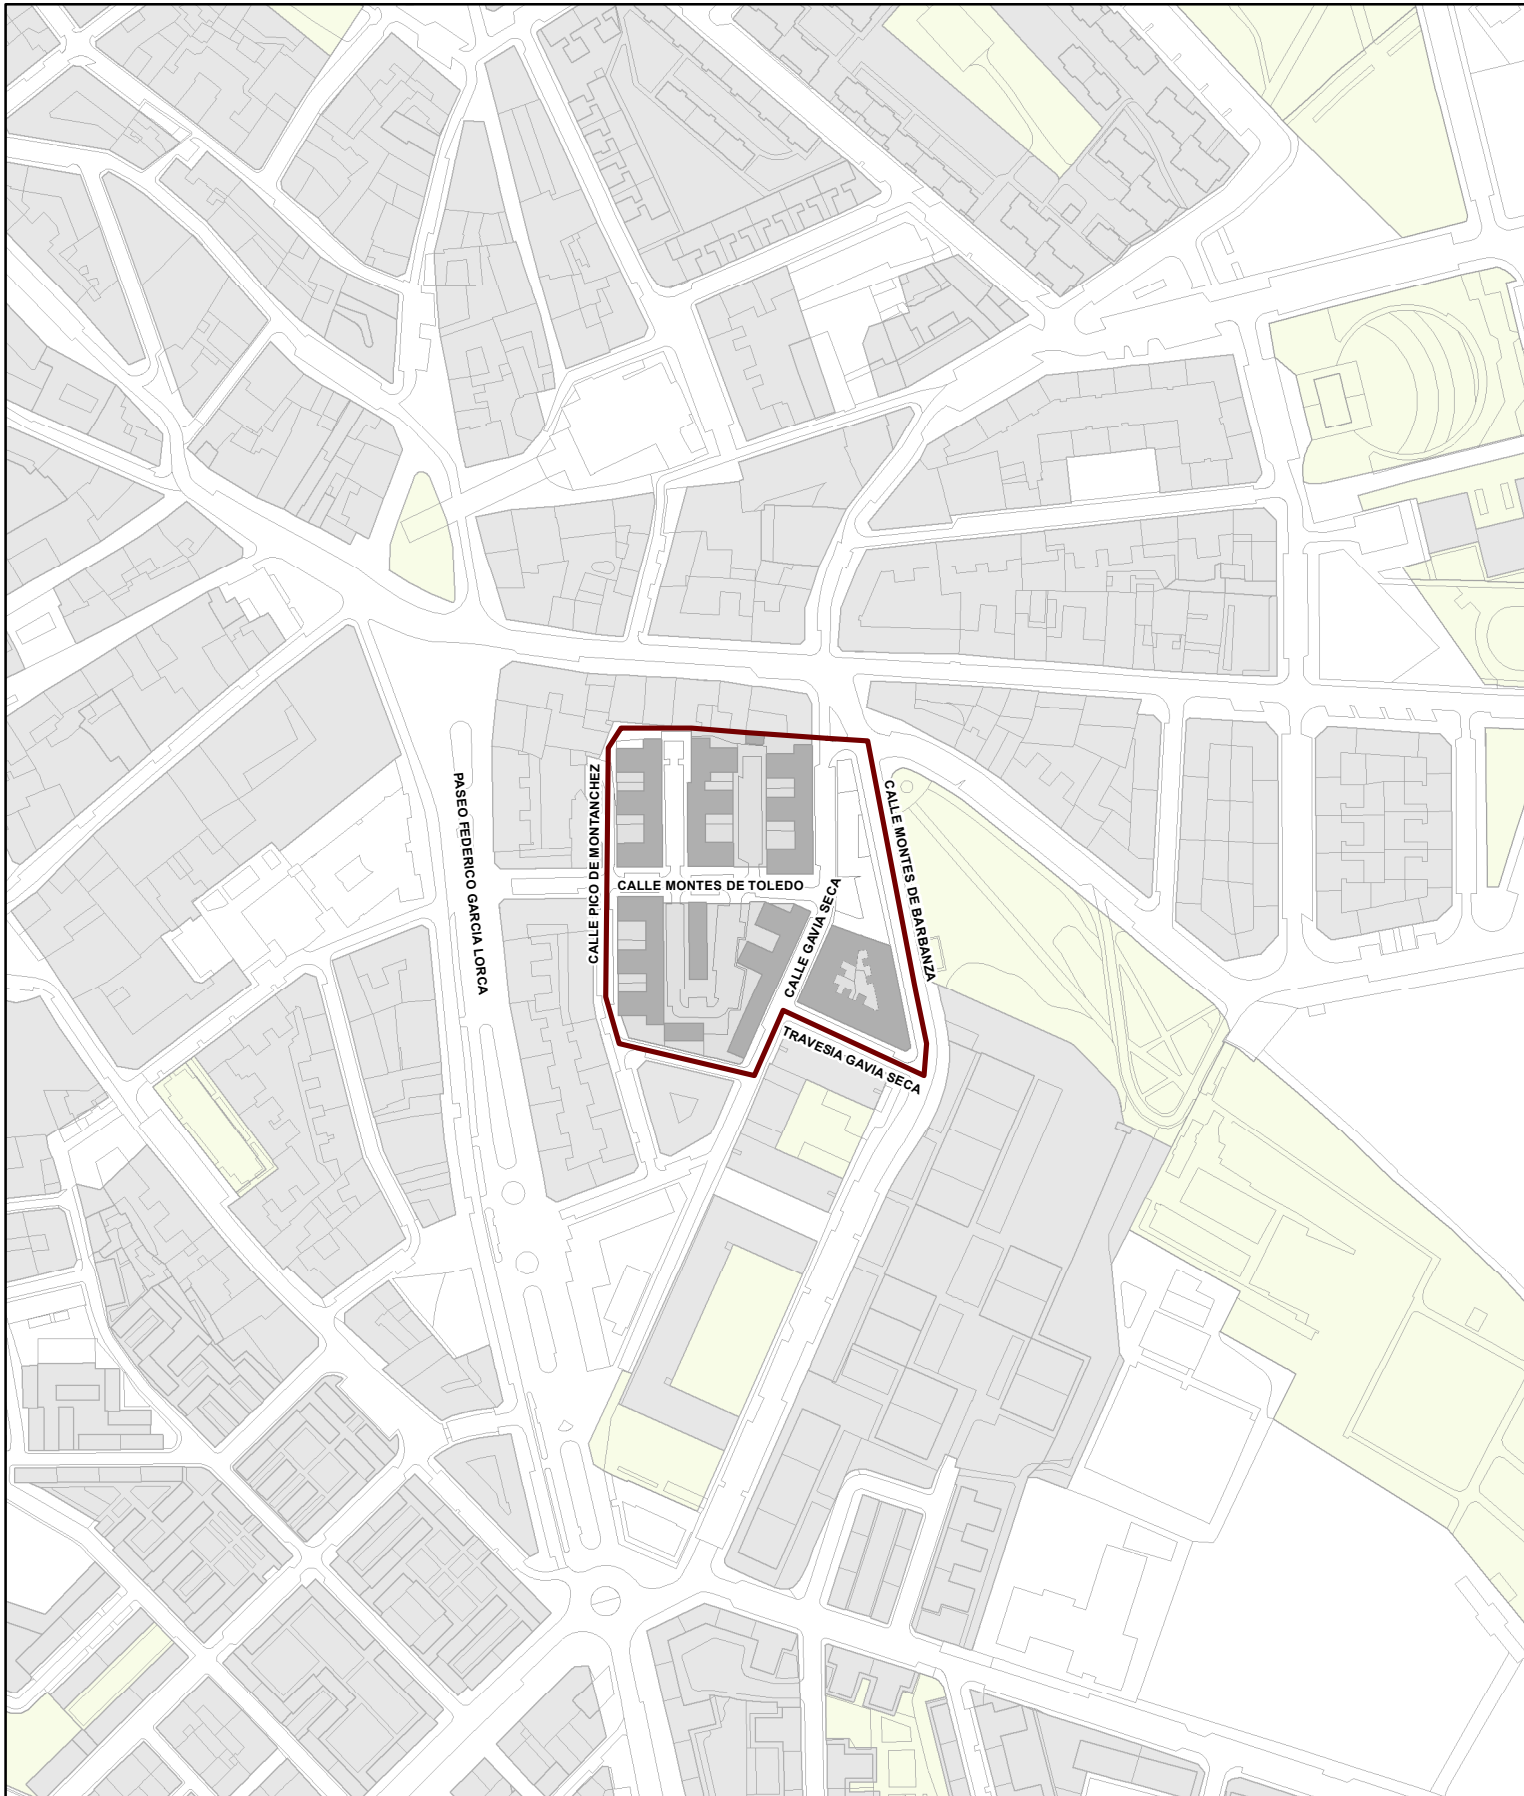 PASEO FEDERICO GARCIA LORCA
CALLE PICO DE MONTANCHEZ
CALLE MONTES DE TOLEDO
CALLE GAVIA SECA
CALLE MONTES DE BARBANZA
TRAVESIA GAVIA SECA